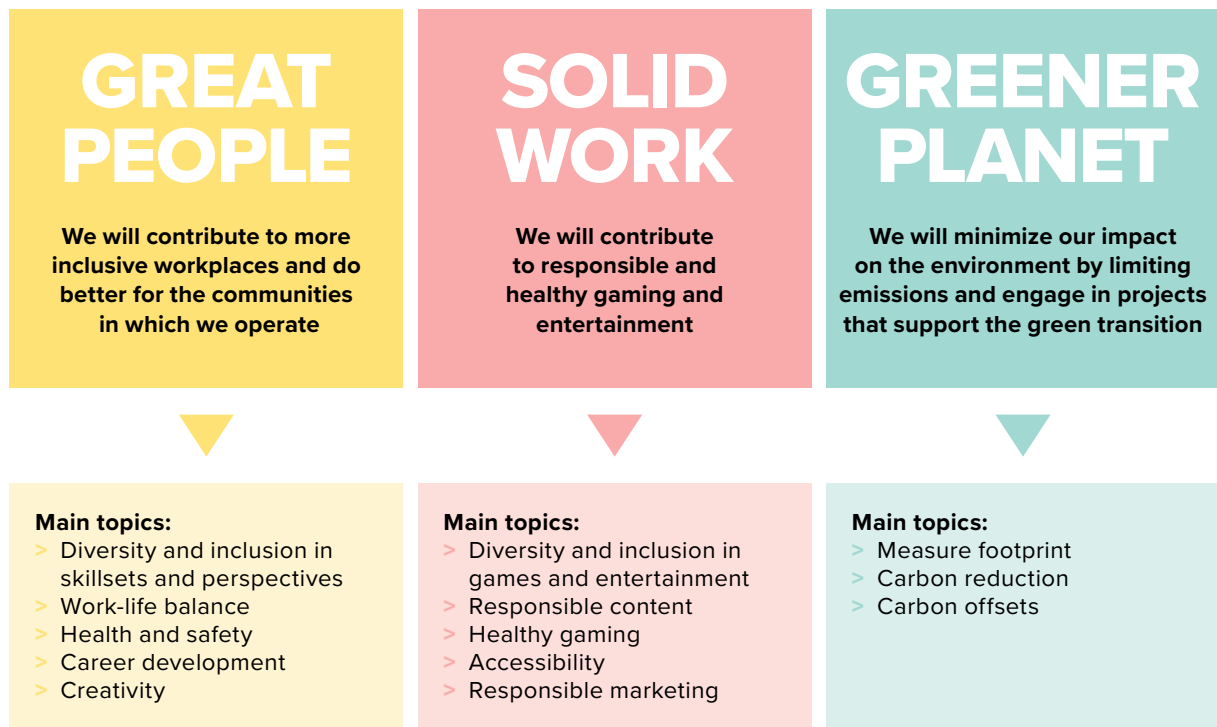 GREAT
PEOPLE
We will contribute to more
inclusive workplaces and do
better for the communities
in which we operate
SOLID
WORK
We will contribute
to responsible and
healthy gaming and
entertainment
GREENER
PLANET
We will minimize our impact
on the environment by limiting
emissions and engage in projects
that support the green transition
Main topics:
> Diversity and inclusion in
skillsets and perspectives
> Work-life balance
> Health and safety
> Career development
> Creativity
Main topics:
> Diversity and inclusion in
games and entertainment
> Responsible content
> Healthy gaming
> Accessibility
> Responsible marketing
Main topics:
> Measure footprint
> Carbon reduction
> Carbon offsets